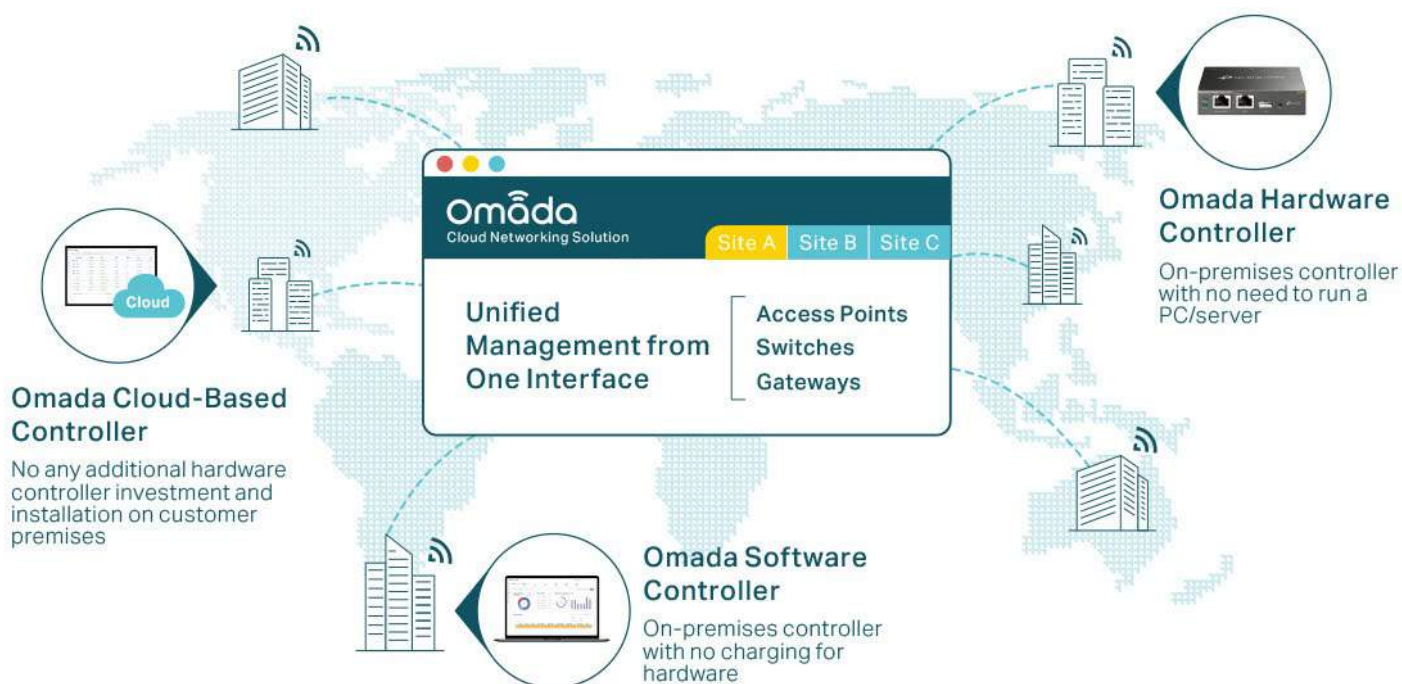 Omada
Cloud Networking Solution
Site A
Site B
Site C
Unified
Management from
One Interface
Access Points
Switches
Gateways
Cloud
Omada Cloud-Based
Controller
No any additional hardware
controller investment and
installation on customer
premises
Omada Hardware
Controller
On-premises controller
with no need to run a
PC/server
Omada Software
Controller
On-premises controller
with no charging for
hardware